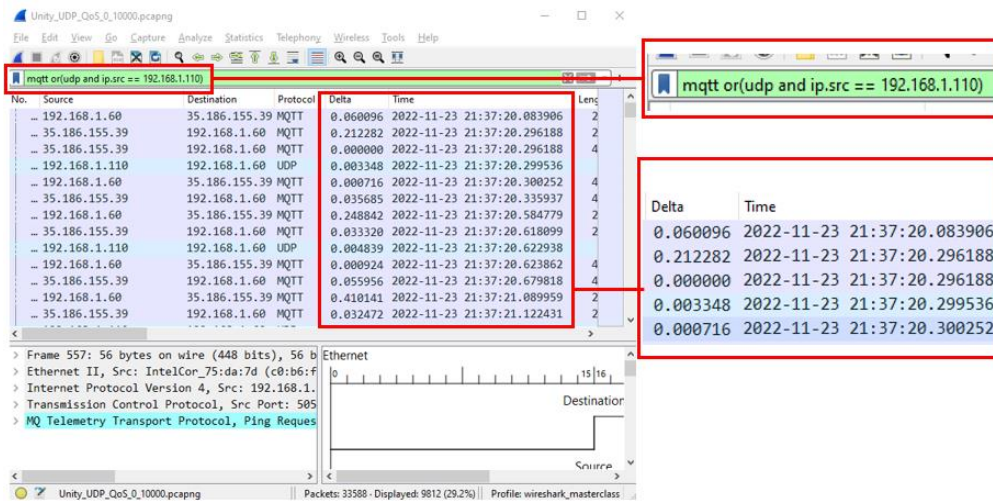 Unity_UDP_QoS_0_10000.pcapng
File Edit View Go Capture Analyze Statistics Telephony Wireless Tools Help
mqtt or(udp and ip.src == 192.168.1.110)
No. Source Destination Protocol Delta Time Leng
… 192.168.1.60 35.186.155.39 MQTT 0.060096 2022-11-23 21:37:20.083906 2
… 35.186.155.39 192.168.1.60 MQTT 0.212282 2022-11-23 21:37:20.296188 2
… 35.186.155.39 192.168.1.60 MQTT 0.000000 2022-11-23 21:37:20.296188 4
… 192.168.1.110 192.168.1.60 UDP 0.003348 2022-11-23 21:37:20.299536
… 192.168.1.60 35.186.155.39 MQTT 0.000716 2022-11-23 21:37:20.300252 4
… 35.186.155.39 192.168.1.60 MQTT 0.035685 2022-11-23 21:37:20.335937 4
… 192.168.1.60 35.186.155.39 MQTT 0.248842 2022-11-23 21:37:20.584779 2
… 35.186.155.39 192.168.1.60 MQTT 0.033320 2022-11-23 21:37:20.618099 2
… 192.168.1.110 192.168.1.60 UDP 0.004839 2022-11-23 21:37:20.622938
… 192.168.1.60 35.186.155.39 MQTT 0.000924 2022-11-23 21:37:20.623862 4
… 35.186.155.39 192.168.1.60 MQTT 0.055956 2022-11-23 21:37:20.679818 4
… 192.168.1.60 35.186.155.39 MQTT 0.410141 2022-11-23 21:37:21.089959 2
… 35.186.155.39 192.168.1.60 MQTT 0.032472 2022-11-23 21:37:21.122431 2
> Frame 557: 56 bytes on wire (448 bits), 56 b
> Ethernet II, Src: IntelCor_75:da:7d (c0:b6:f
> Internet Protocol Version 4, Src: 192.168.1.
> Transmission Control Protocol, Src Port: 505
> MQ Telemetry Transport Protocol, Ping Reques
Ethernet
0 15 16
Destination
Source
Unity_UDP_QoS_0_10000.pcapng
Packets: 33588 · Displayed: 9812 (29.2%)
Profile: wireshark_masterclass
mqtt or(udp and ip.src == 192.168.1.110)
Delta Time
0.060096 2022-11-23 21:37:20.083906
0.212282 2022-11-23 21:37:20.296188
0.000000 2022-11-23 21:37:20.296188
0.003348 2022-11-23 21:37:20.299536
0.000716 2022-11-23 21:37:20.300252